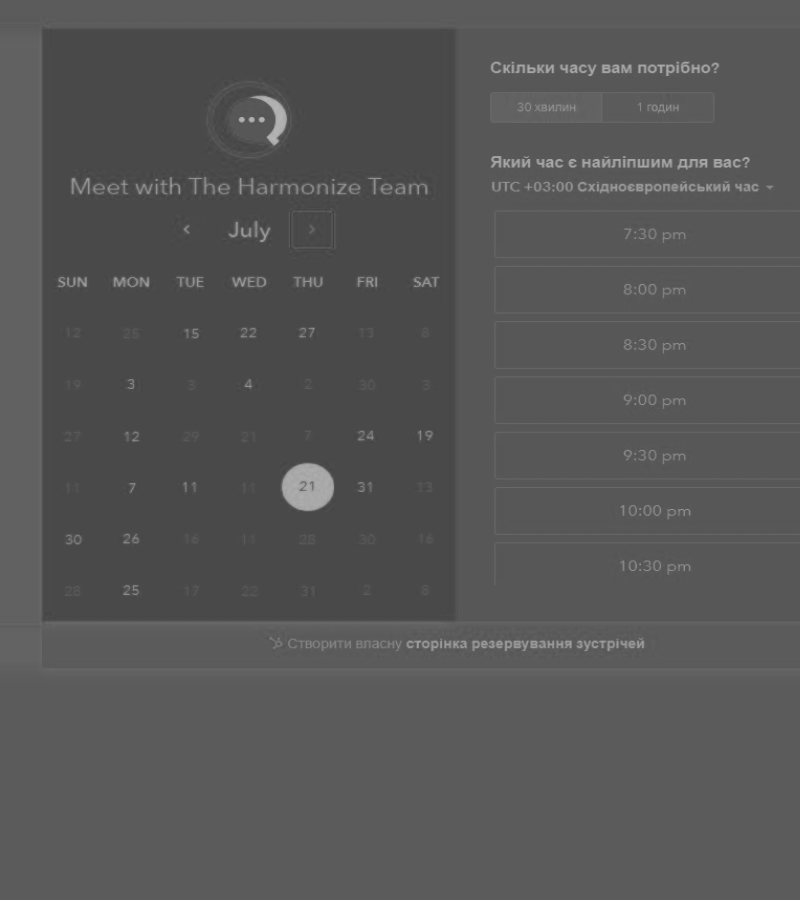 Meet with The Harmonize Team
July
SUN MON TUE WED THU FRI SAT
12 25 15 22 27 13 8
19 3 3 4 2 30 3
27 12 29 21 7 24 19
11 7 11 11 21 31 13
30 26 16 11 28 30 16
28 25 17 22 31 2 8
Скільки часу вам потрібно?
30 хвилин 1 годин
Який час є найліпшим для вас?
UTC +03:00 Східноєвропейський час
7:30 pm
8:00 pm
8:30 pm
9:00 pm
9:30 pm
10:00 pm
10:30 pm
Створити власну сторінка резервування зустрічей